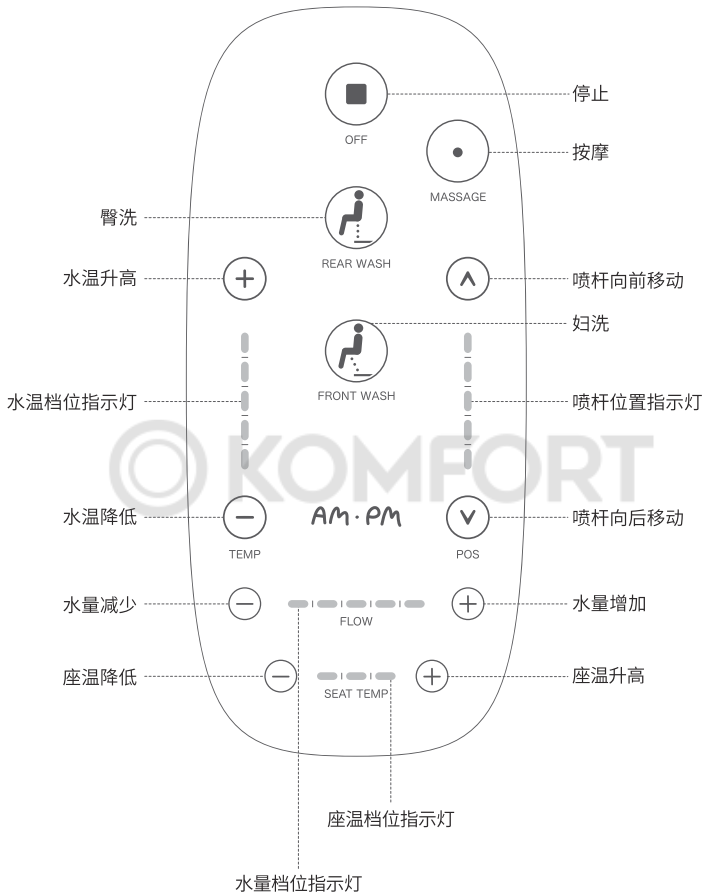 停止
OFF
按摩
MASSAGE
臀洗
REAR WASH
水温升高
喷杆向前移动
妇洗
FRONT WASH
水温档位指示灯
喷杆位置指示灯
KOMFORT
水温降低
AM·PM
喷杆向后移动
TEMP
POS
水量减少
水量增加
FLOW
座温降低
座温升高
SEAT TEMP
座温档位指示灯
水量档位指示灯